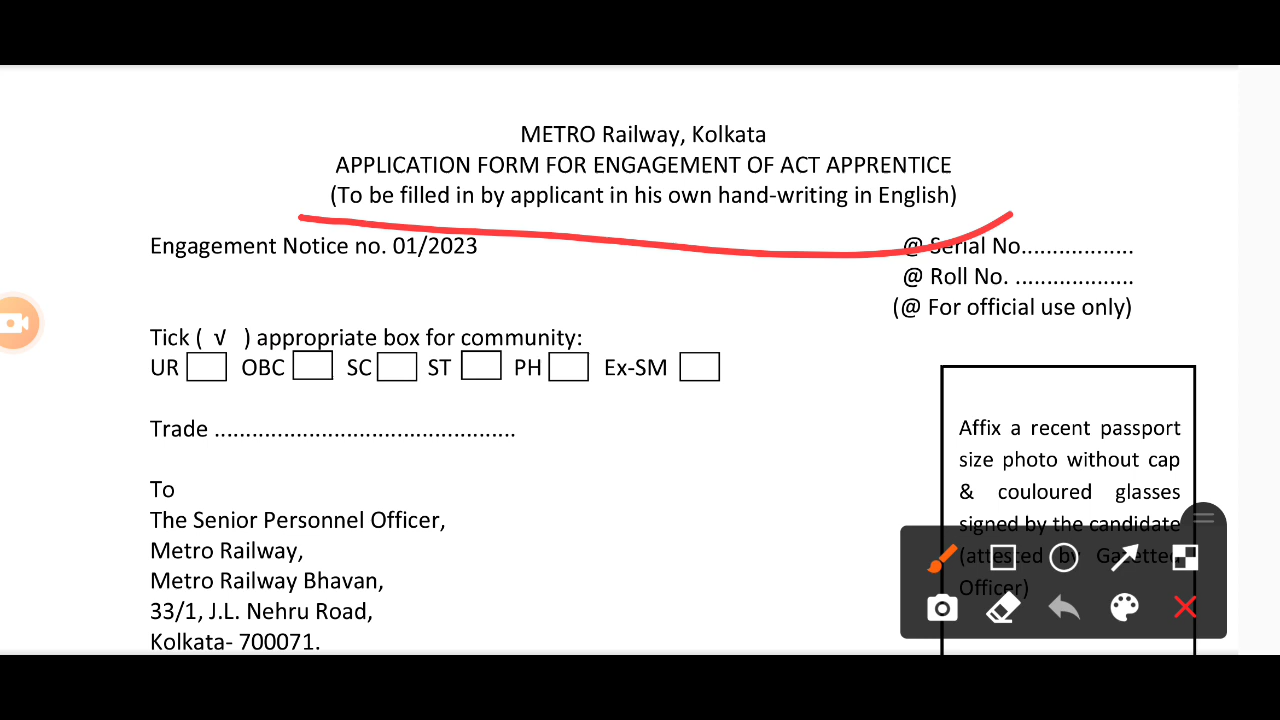 METRO Railway, Kolkata
APPLICATION FORM FOR ENGAGEMENT OF ACT APPRENTICE
(To be filled in by applicant in his own hand-writing in English)
Engagement Notice no. 01/2023
@ Serial No...................
@ Roll No. ...................
(@ For official use only)
Tick ( √ ) appropriate box for community:
UR OBC SC ST PH Ex-SM
Trade ................................................
To
The Senior Personnel Officer,
Metro Railway,
Metro Railway Bhavan,
33/1, J.L. Nehru Road,
Kolkata- 700071.
Affix a recent passport
size photo without cap
& couloured glasses
signed by the candidate
(attested by Gazetted
Officer)